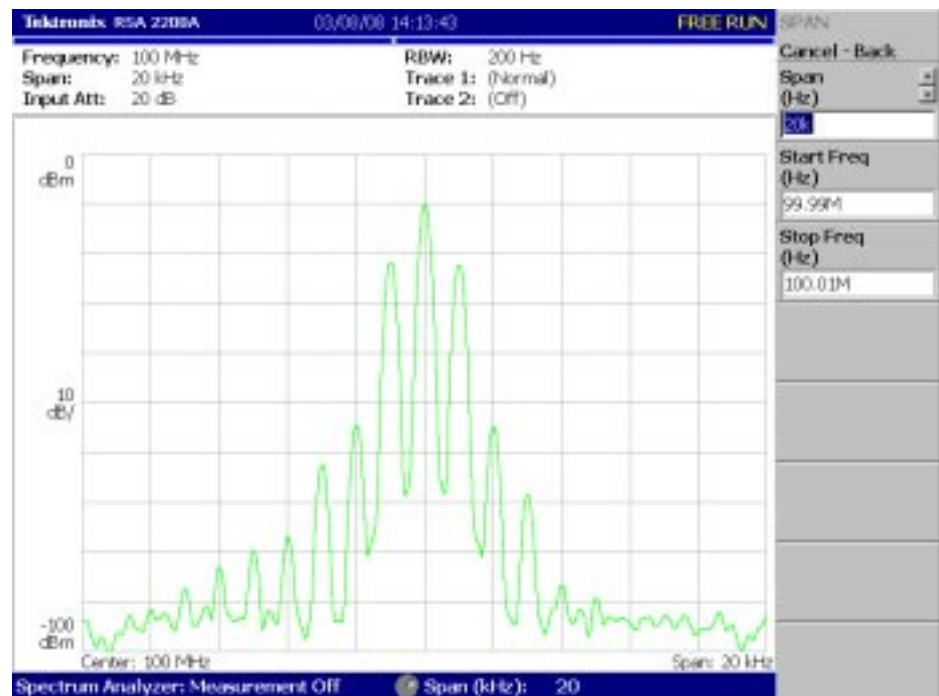 Tektronix RSA 2200A 03/08/08 14:13:43 FREE RUN
Frequency: 100 MHz
Span: 20 kHz
Input Att: 20 dB
RBW: 200 Hz
Trace 1: (Normal)
Trace 2: (Off)
0
dBm
10
dB/
-100
dBm
Center: 100 MHz
Span: 20 kHz
Spectrum Analyzer: Measurement Off
Span (kHz): 20
SPAN
Cancel - Back
Span
(Hz)
20k
Start Freq
(Hz)
99.99M
Stop Freq
(Hz)
100.01M